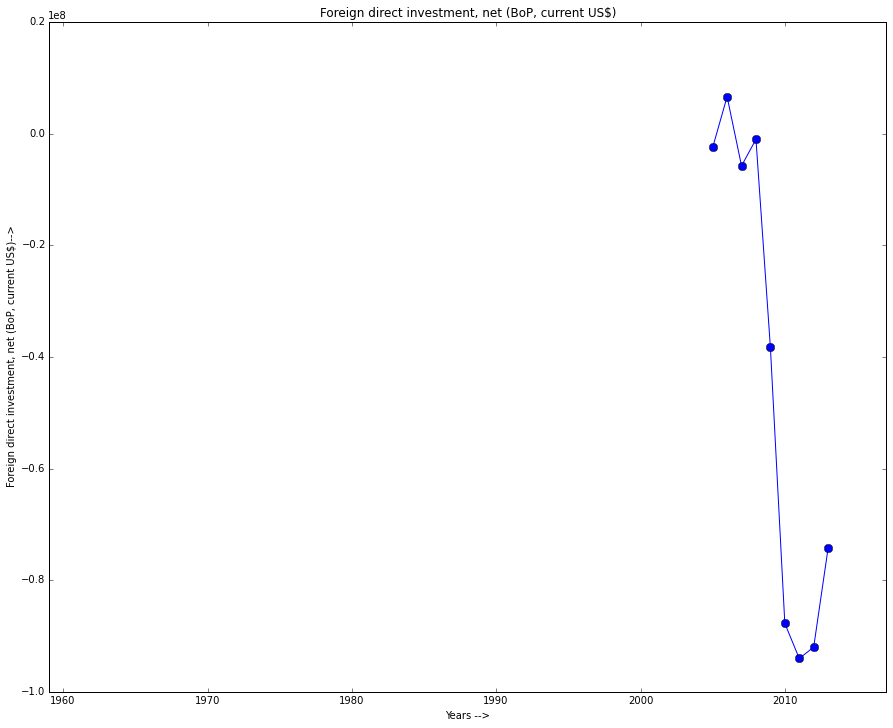 Foreign direct investment, net (BoP, current US$)
1e8
0.2
0.0
−0.2
−0.4
−0.6
−0.8
−1.0
Foreign direct investment, net (BoP, current US$)-->
1960 1970 1980 1990 2000 2010
Years -->